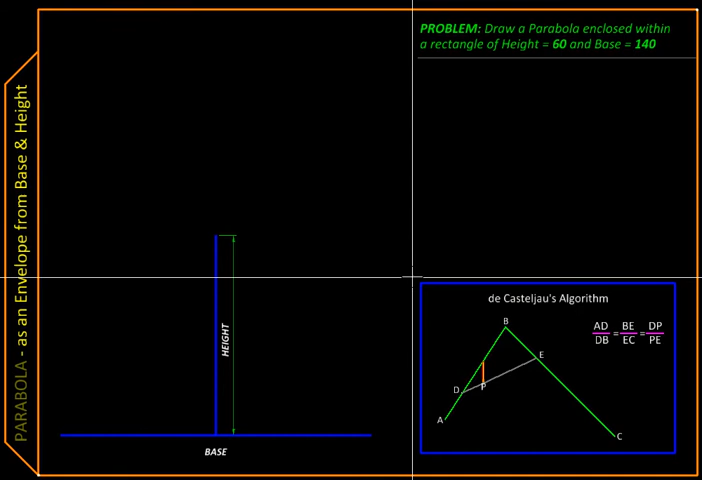 PARABOLA - as an Envelope from Base & Height
PROBLEM: Draw a Parabola enclosed within
a rectangle of Height = 60 and Base = 140
HEIGHT
BASE
de Casteljau's Algorithm
AD/DB = BE/EC = DP/PE
B
E
D
P
A
C